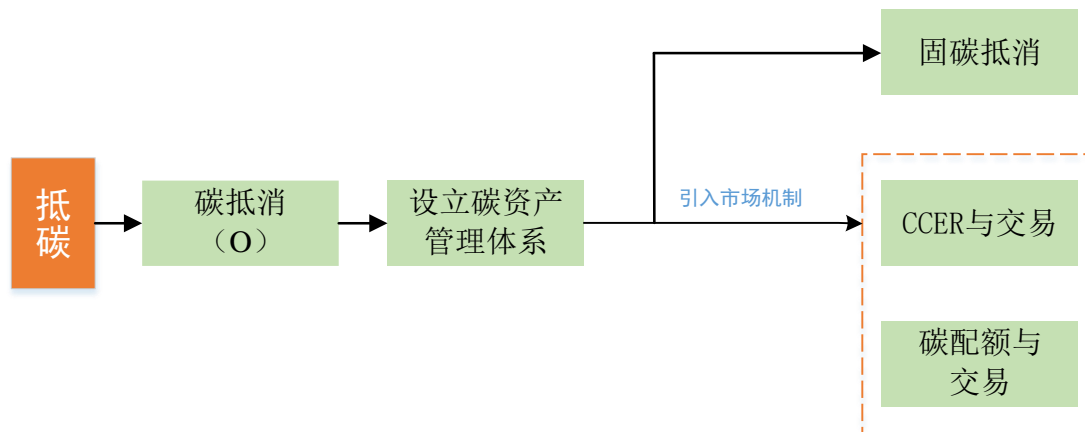 抵
碳
碳抵消
（O）
设立碳资产
管理体系
引入市场机制
固碳抵消
CCER与交易
碳配额与
交易